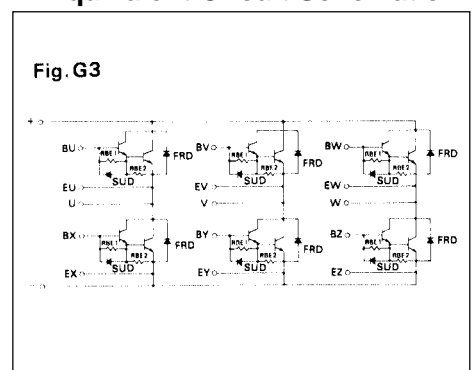 Fig. G3
+
BU RBE1 RBE2 FRD BV RBE1 RBE2 FRD BW RBE1 RBE2 FRD
SUD SUD SUD
EU EV EW
U V W
BX RBE1 RBE2 FRD BY RBE1 RBE2 FRD BZ RBE1 RBE2 FRD
SUD SUD SUD
EX EY EZ
-